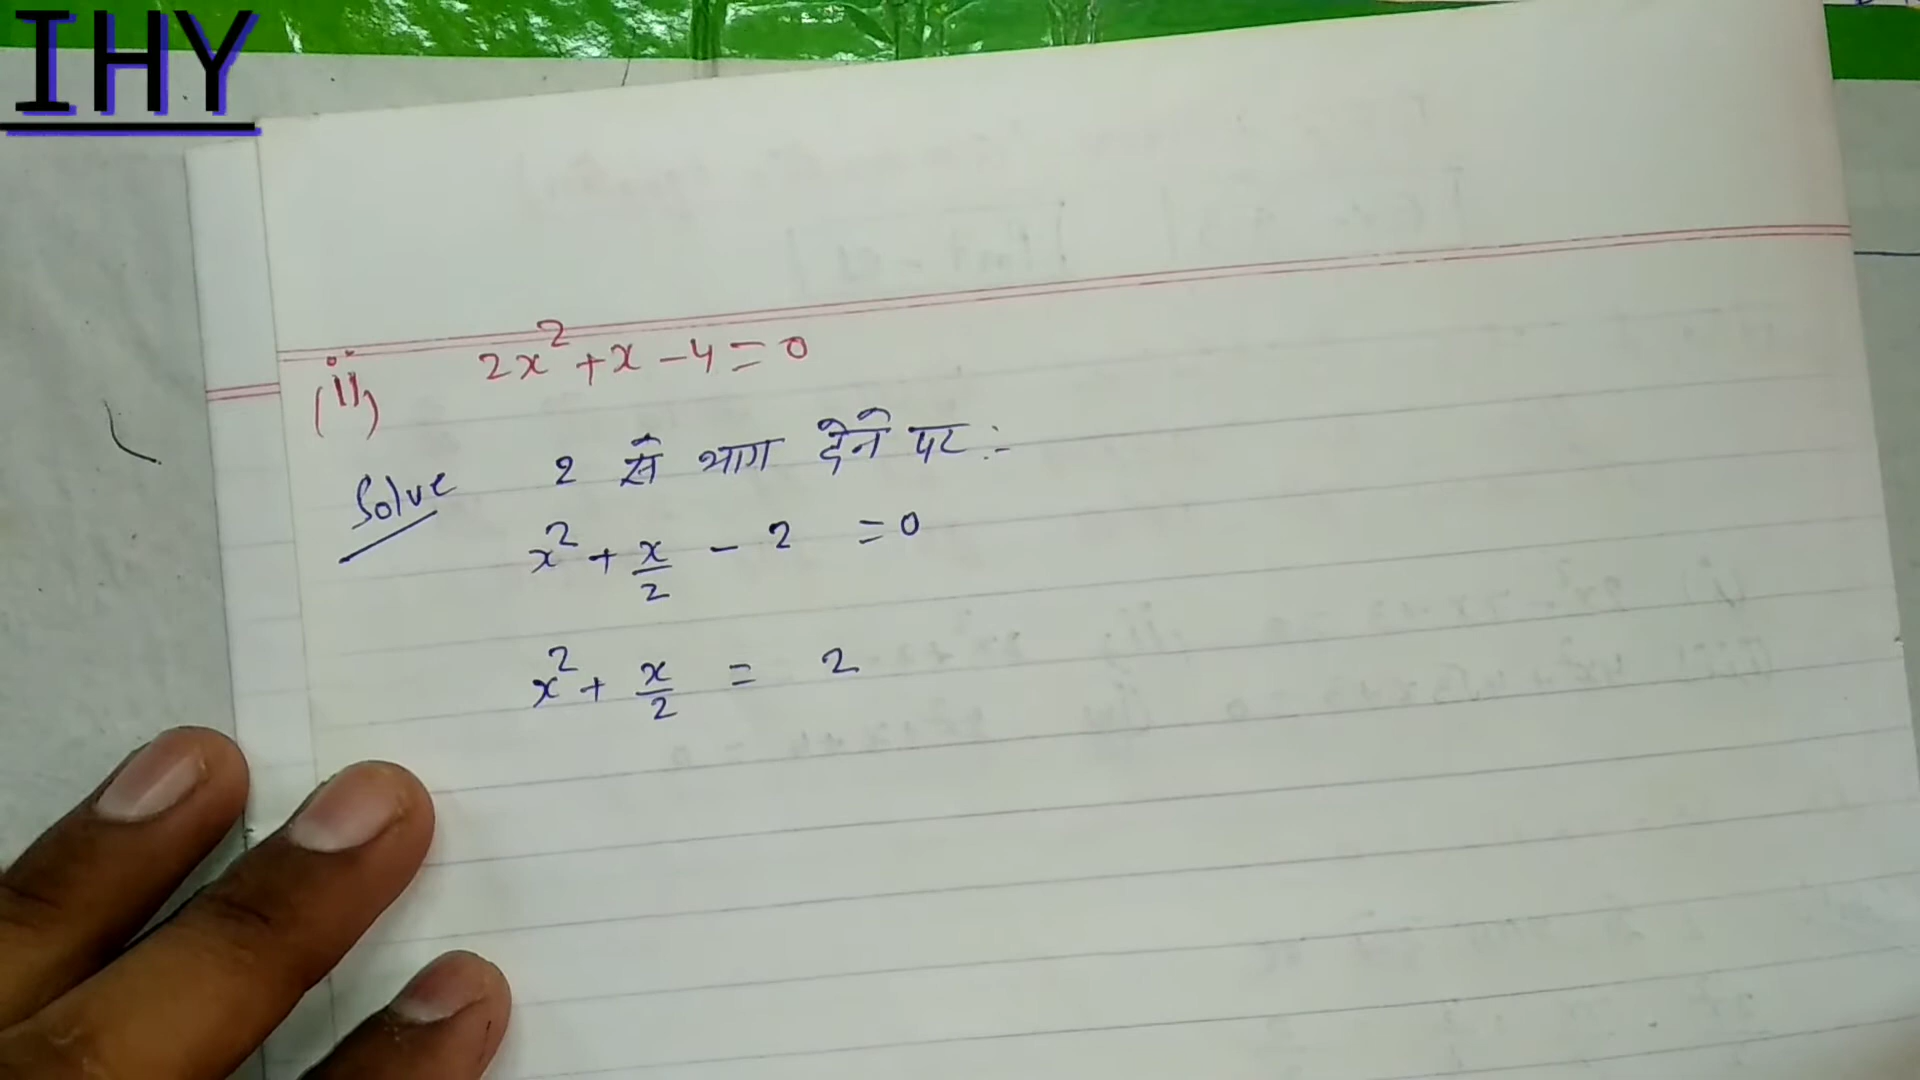 IHY
(ii) 2x² + x - 4 = 0
Solve 2 से भाग देने पर :-
x² + x/2 - 2 = 0
x² + x/2 = 2